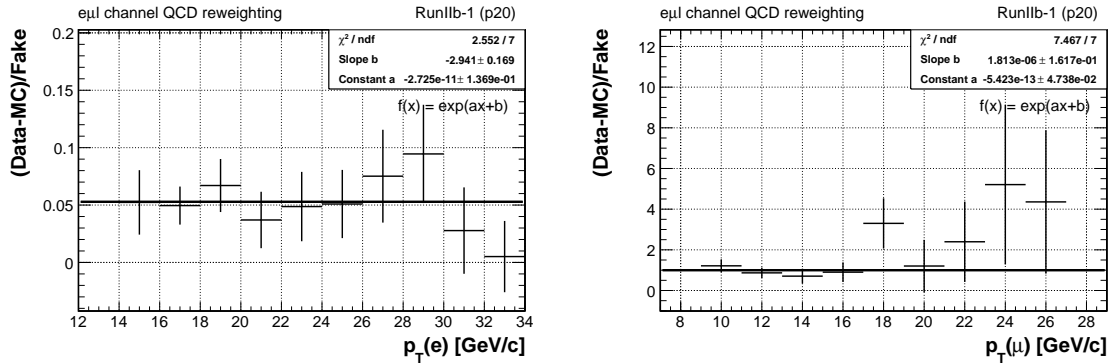 eμl channel QCD reweighting RunIIb-1 (p20)
χ² / ndf 2.552 / 7
Slope b -2.941 ± 0.169
Constant a -2.725e-11 ± 1.369e-01
f(x) = exp(ax+b)
(Data-MC)/Fake
0.2
0.15
0.1
0.05
0
12 14 16 18 20 22 24 26 28 30 32 34
p_T(e) [GeV/c]
eμl channel QCD reweighting RunIIb-1 (p20)
χ² / ndf 7.467 / 7
Slope b 1.813e-06 ± 1.617e-01
Constant a -5.423e-13 ± 4.738e-02
f(x) = exp(ax+b)
(Data-MC)/Fake
12
10
8
6
4
2
0
8 10 12 14 16 18 20 22 24 26 28
p_T(μ) [GeV/c]